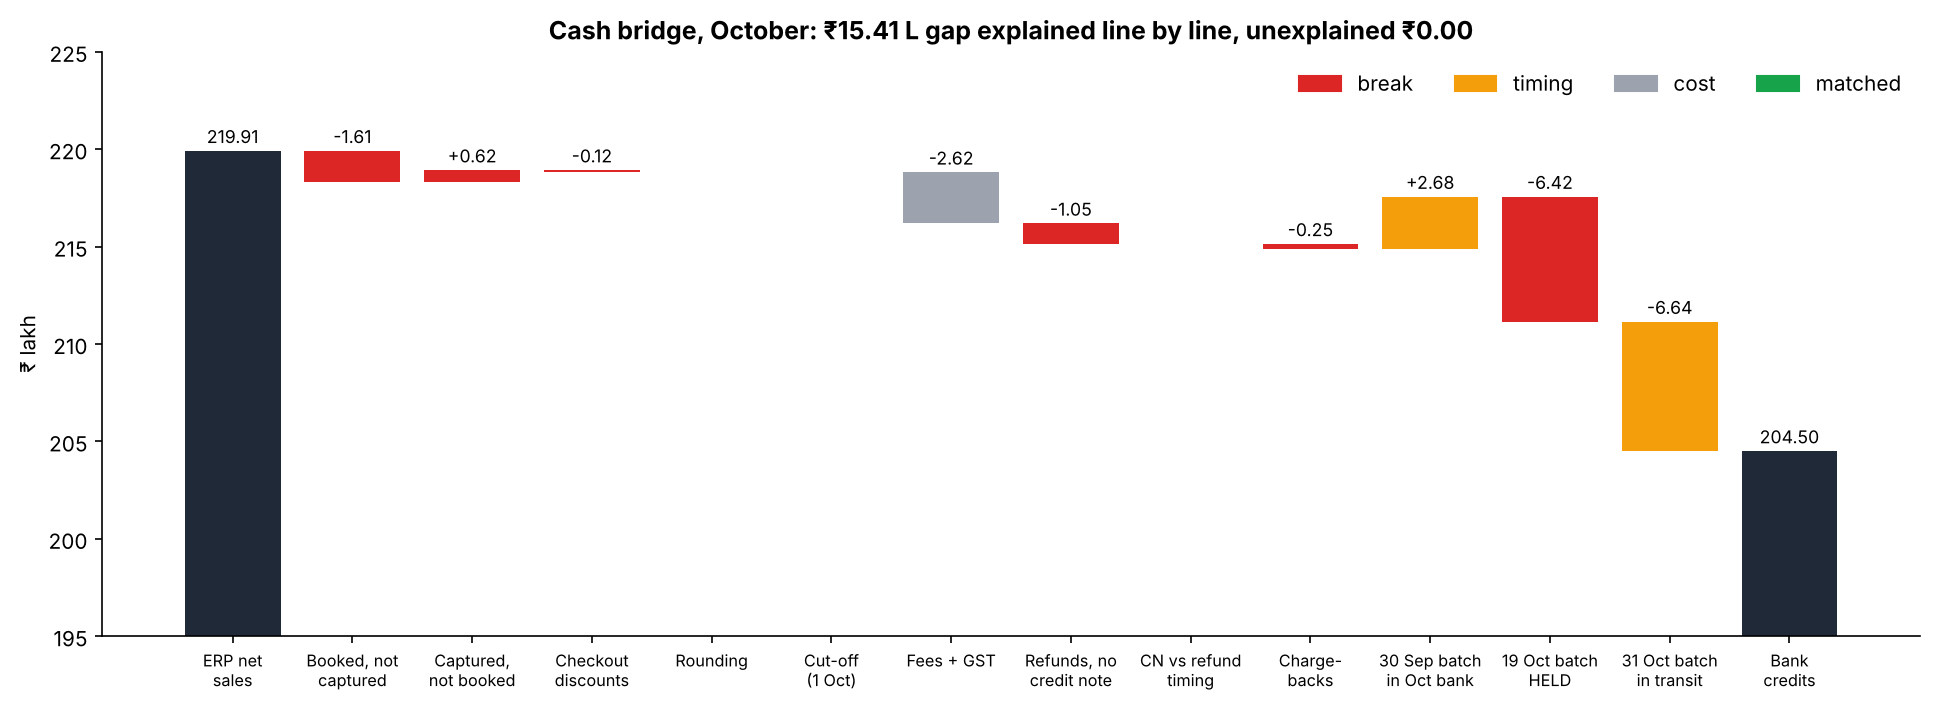 Cash bridge, October: ₹15.41 L gap explained line by line, unexplained ₹0.00
break
timing
cost
matched
₹ lakh
225
220
215
210
205
200
195
219.91
-1.61
+0.62
-0.12
-2.62
-1.05
-0.25
+2.68
-6.42
-6.64
204.50
ERP net
sales
Booked, not
captured
Captured,
not booked
Checkout
discounts
Rounding
Cut-off
(1 Oct)
Fees + GST
Refunds, no
credit note
CN vs refund
timing
Charge-
backs
30 Sep batch
in Oct bank
19 Oct batch
HELD
31 Oct batch
in transit
Bank
credits